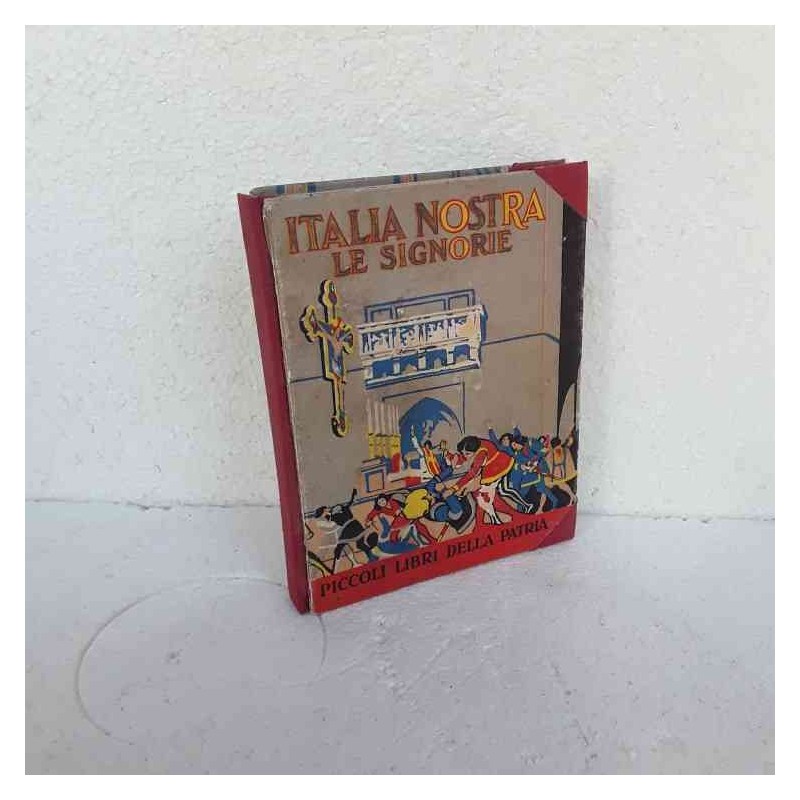 ITALIA NOSTRA
LE SIGNORIE
PICCOLI LIBRI DELLA PATRIA